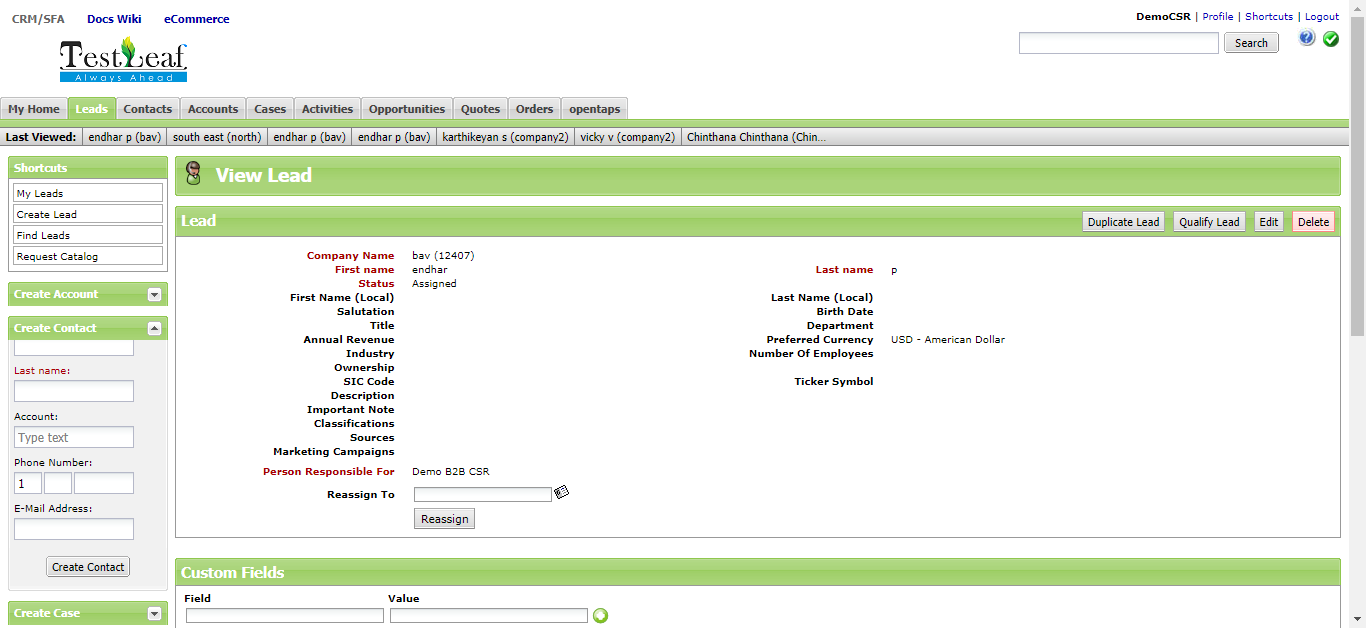 CRM/SFA Docs Wiki eCommerce
DemoCSR | Profile | Shortcuts | Logout
Search
TestLeaf
Always Ahead
My Home Leads Contacts Accounts Cases Activities Opportunities Quotes Orders opentaps
Last Viewed: endhar p (bav) south east (north) endhar p (bav) endhar p (bav) karthikeyan s (company2) vicky v (company2) Chinthana Chinthana (Chin...
Shortcuts
My Leads
Create Lead
Find Leads
Request Catalog
Create Account
Create Contact
Last name:
Account:
Type text
Phone Number:
1
E-Mail Address:
Create Contact
Create Case
View Lead
Lead Duplicate Lead Qualify Lead Edit Delete
Company Name bav (12407)
First name endhar Last name p
Status Assigned
First Name (Local) Last Name (Local)
Salutation Birth Date
Title Department
Annual Revenue Preferred Currency USD - American Dollar
Industry Number Of Employees
Ownership
SIC Code Ticker Symbol
Description
Important Note
Classifications
Sources
Marketing Campaigns
Person Responsible For Demo B2B CSR
Reassign To
Reassign
Custom Fields
Field Value